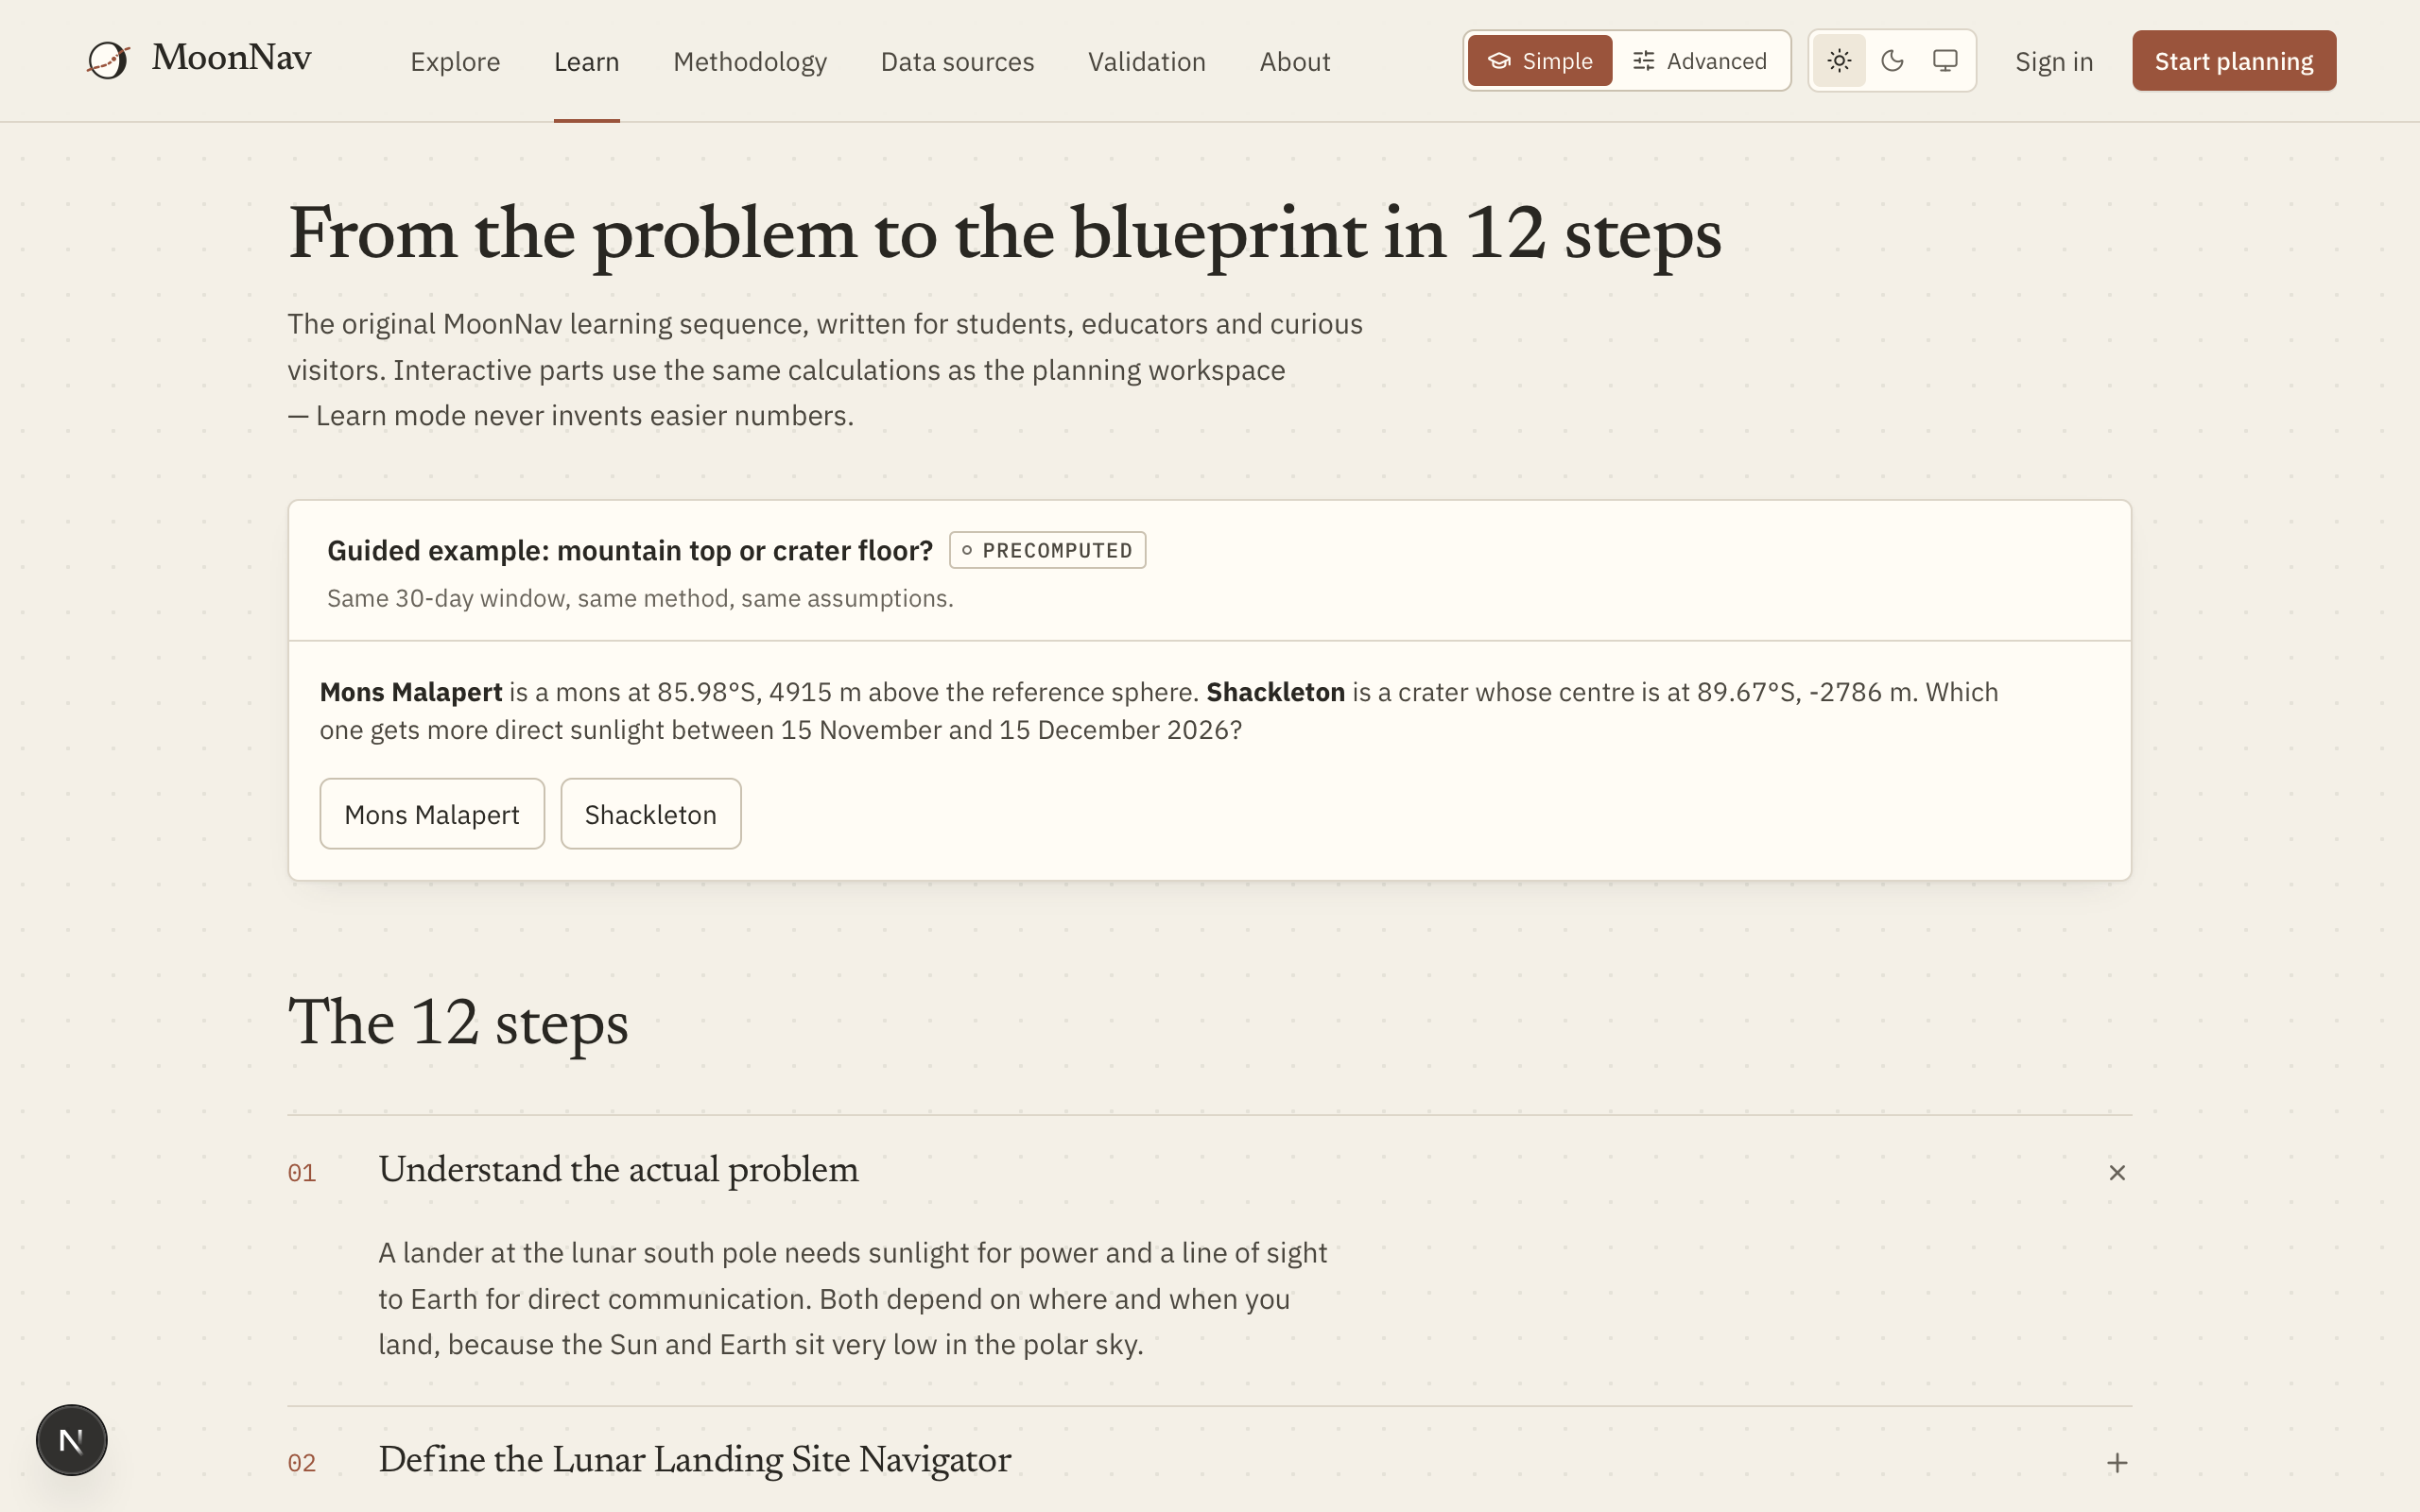 MoonNav
Explore
Learn
Methodology
Data sources
Validation
About
Simple
Advanced
Sign in
Start planning
From the problem to the blueprint in 12 steps
The original MoonNav learning sequence, written for students, educators and curious
visitors. Interactive parts use the same calculations as the planning workspace
— Learn mode never invents easier numbers.
Guided example: mountain top or crater floor?
PRECOMPUTED
Same 30-day window, same method, same assumptions.
Mons Malapert is a mons at 85.98°S, 4915 m above the reference sphere. Shackleton is a crater whose centre is at 89.67°S, -2786 m. Which
one gets more direct sunlight between 15 November and 15 December 2026?
Mons Malapert
Shackleton
The 12 steps
01
Understand the actual problem
A lander at the lunar south pole needs sunlight for power and a line of sight
to Earth for direct communication. Both depend on where and when you
land, because the Sun and Earth sit very low in the polar sky.
02
Define the Lunar Landing Site Navigator
N